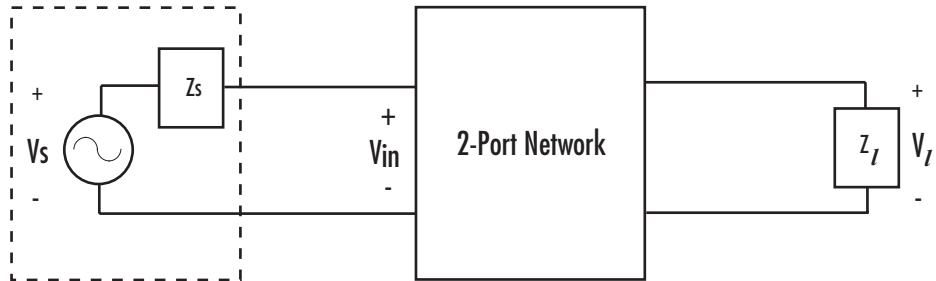 +
Vs
-
Zs
+
Vin
-
2-Port Network
Zl
+
Vl
-